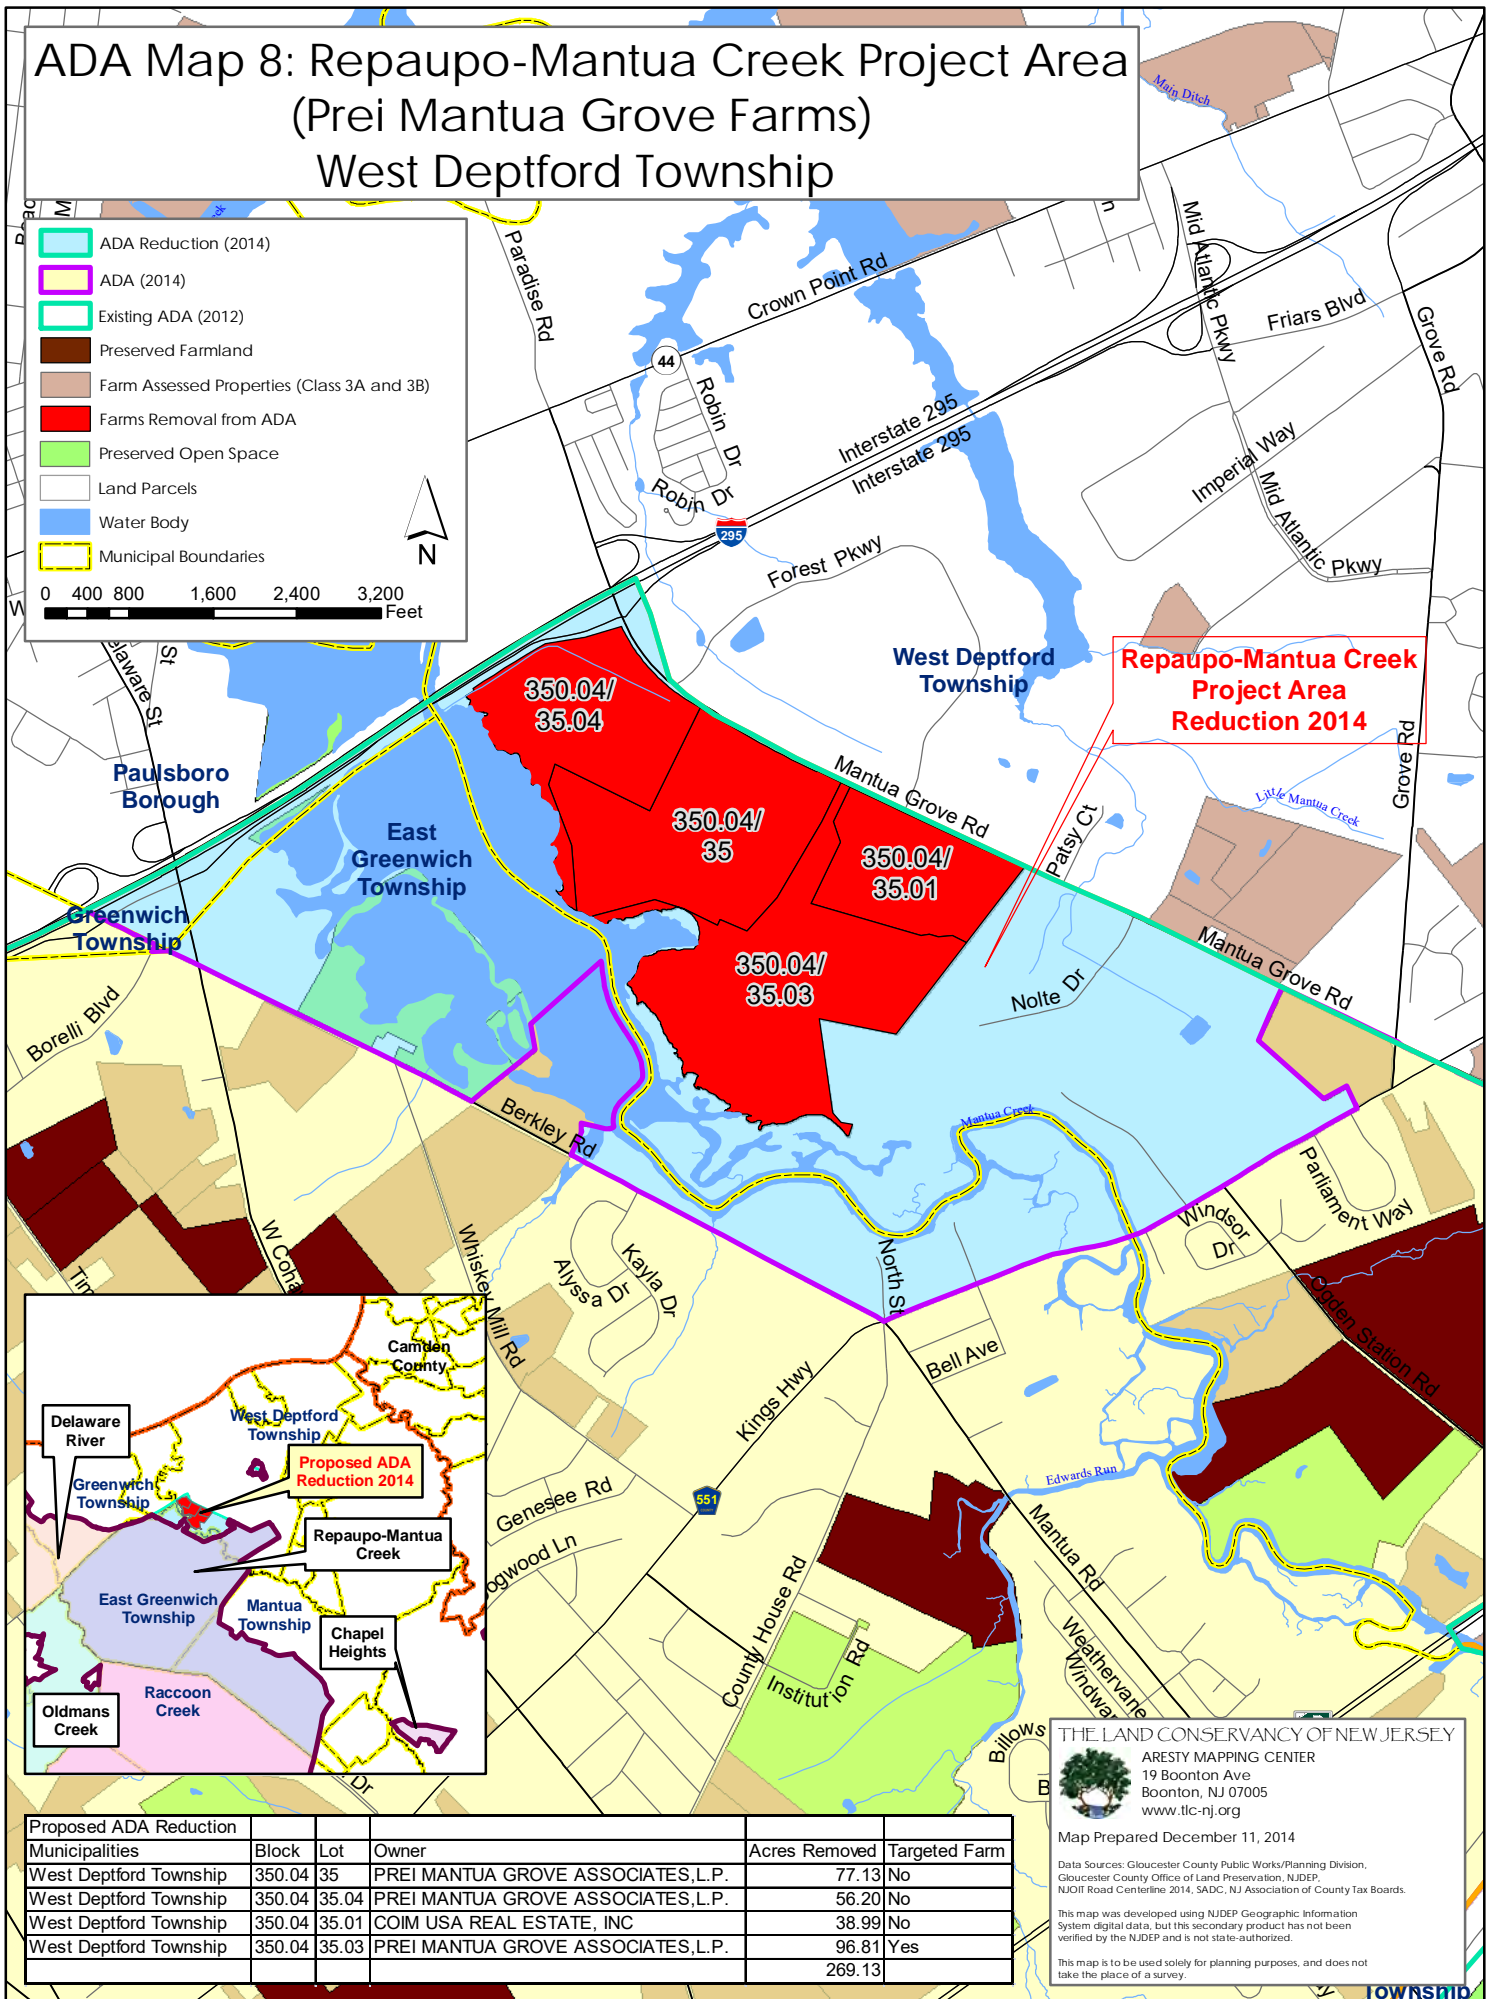 ADA Map 8: Repaupo-Mantua Creek Project Area
(Prei Mantua Grove Farms)
West Deptford Township
ADA Reduction (2014)
ADA (2014)
Existing ADA (2012)
Preserved Farmland
Farm Assessed Properties (Class 3A and 3B)
Farms Removal from ADA
Preserved Open Space
Land Parcels
Water Body
Municipal Boundaries
N
0 400 800 1,600 2,400 3,200
Feet
Main Ditch
Paradise Rd
Crown Point Rd
44
Robin Dr
Robin Dr
Interstate 295
Interstate 295
295
Mid Atlantic Pkwy
Friars Blvd
Grove Rd
Imperial Way
Mid Atlantic Pkwy
Forest Pkwy
St
elaware St
West Deptford
Township
Repaupo-Mantua Creek
Project Area
Reduction 2014
Grove Rd
350.04/
35.04
Paulsboro
Borough
East
Greenwich
Township
350.04/
35
Mantua Grove Rd
350.04/
35.01
Patsy Ct
Little Mantua Creek
Greenwich
Township
350.04/
35.03
Mantua Grove Rd
Nolte Dr
Borelli Blvd
Berkley Rd
Mantua Creek
Parliament Way
Windsor
Dr
W Coha
Tim
Whiskey Mill Rd
Alyssa Dr
Kayla Dr
North St
Ogden Station Rd
Bell Ave
Kings Hwy
Edwards Run
551
Genesee Rd
ogwood Ln
Mantua Rd
County House Rd
Institution Rd
Weathervane
Windwa
Billows
B
Dr
Township
Camden
County
Delaware
River
West Deptford
Township
Proposed ADA
Reduction 2014
Greenwich
Township
Repaupo-Mantua
Creek
East Greenwich
Township
Mantua
Township
Chapel
Heights
Raccoon
Creek
Oldmans
Creek
THE LAND CONSERVANCY OF NEW JERSEY
ARESTY MAPPING CENTER
19 Boonton Ave
Boonton, NJ 07005
www.tlc-nj.org
Map Prepared December 11, 2014
Data Sources: Gloucester County Public Works/Planning Division,
Gloucester County Office of Land Preservation, NJDEP,
NJOIT Road Centerline 2014, SADC, NJ Association of County Tax Boards.
This map was developed using NJDEP Geographic Information
System digital data, but this secondary product has not been
verified by the NJDEP and is not state-authorized.
This map is to be used solely for planning purposes, and does not
take the place of a survey.
Proposed ADA Reduction
Municipalities Block Lot Owner Acres Removed Targeted Farm
West Deptford Township 350.04 35 PREI MANTUA GROVE ASSOCIATES,L.P. 77.13 No
West Deptford Township 350.04 35.04 PREI MANTUA GROVE ASSOCIATES,L.P. 56.20 No
West Deptford Township 350.04 35.01 COIM USA REAL ESTATE, INC 38.99 No
West Deptford Township 350.04 35.03 PREI MANTUA GROVE ASSOCIATES,L.P. 96.81 Yes
269.13